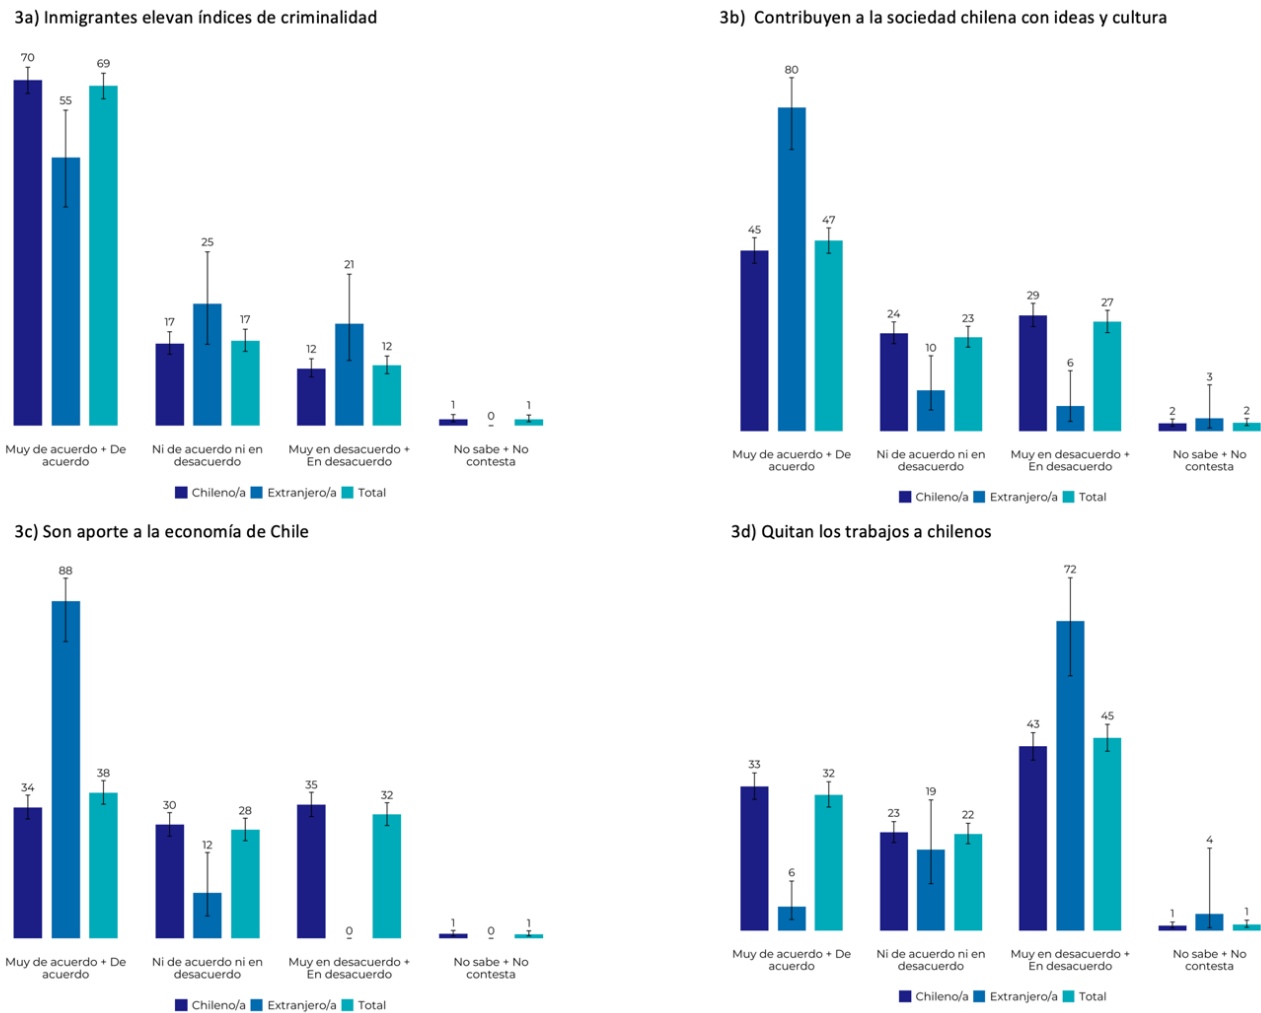 3a) Inmigrantes elevan índices de criminalidad
70
55
69
17
25
17
12
21
12
1
0
1
Muy de acuerdo + De
acuerdo
Ni de acuerdo ni en
desacuerdo
Muy en desacuerdo +
En desacuerdo
No sabe + No
contesta
Chileno/a Extranjero/a Total
3b) Contribuyen a la sociedad chilena con ideas y cultura
45
80
47
24
10
23
29
6
27
2
3
2
Muy de acuerdo + De
acuerdo
Ni de acuerdo ni en
desacuerdo
Muy en desacuerdo +
En desacuerdo
No sabe + No
contesta
Chileno/a Extranjero/a Total
3c) Son aporte a la economía de Chile
34
88
38
30
12
28
35
0
32
1
0
1
Muy de acuerdo + De
acuerdo
Ni de acuerdo ni en
desacuerdo
Muy en desacuerdo +
En desacuerdo
No sabe + No
contesta
Chileno/a Extranjero/a Total
3d) Quitan los trabajos a chilenos
33
6
32
23
19
22
43
72
45
1
4
1
Muy de acuerdo + De
acuerdo
Ni de acuerdo ni en
desacuerdo
Muy en desacuerdo +
En desacuerdo
No sabe + No
contesta
Chileno/a Extranjero/a Total